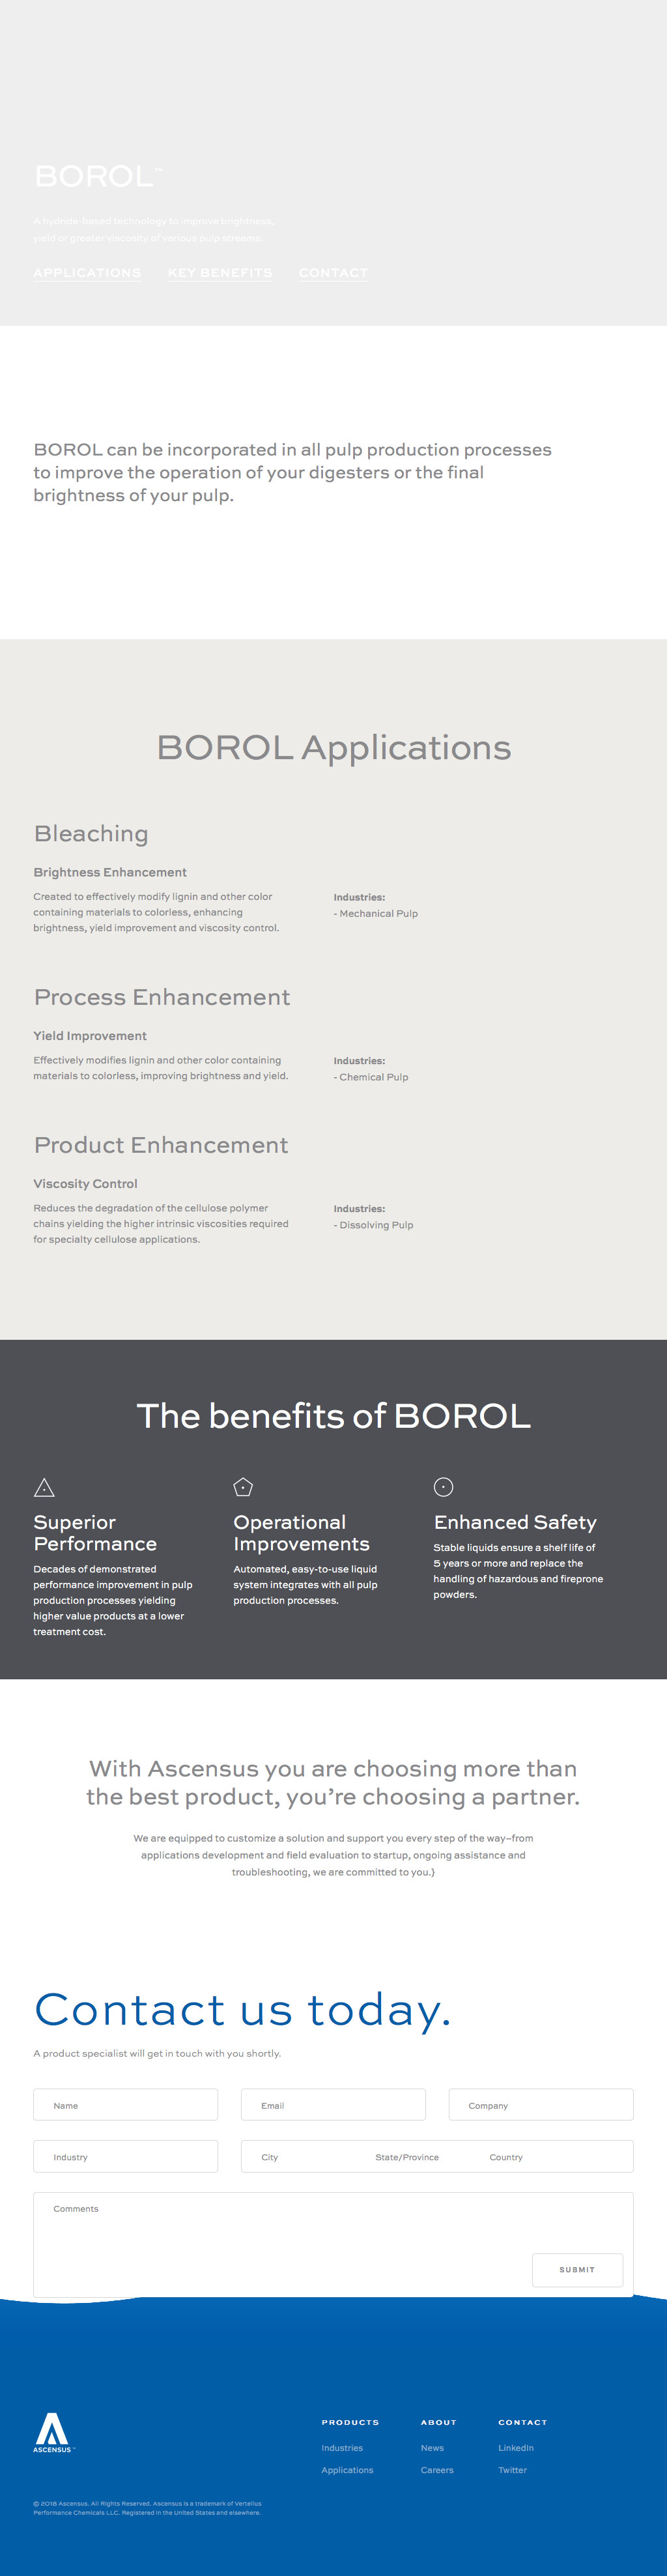 BOROL™
A hydride-based technology to improve brightness,
yield or greater viscosity of various pulp streams.
APPLICATIONS KEY BENEFITS CONTACT
BOROL can be incorporated in all pulp production processes
to improve the operation of your digesters or the final
brightness of your pulp.
BOROL Applications
Bleaching
Brightness Enhancement
Created to effectively modify lignin and other color
containing materials to colorless, enhancing
brightness, yield improvement and viscosity control.
Industries:
- Mechanical Pulp
Process Enhancement
Yield Improvement
Effectively modifies lignin and other color containing
materials to colorless, improving brightness and yield.
Industries:
- Chemical Pulp
Product Enhancement
Viscosity Control
Reduces the degradation of the cellulose polymer
chains yielding the higher intrinsic viscosities required
for specialty cellulose applications.
Industries:
- Dissolving Pulp
The benefits of BOROL
Superior
Performance
Decades of demonstrated
performance improvement in pulp
production processes yielding
higher value products at a lower
treatment cost.
Operational
Improvements
Automated, easy-to-use liquid
system integrates with all pulp
production processes.
Enhanced Safety
Stable liquids ensure a shelf life of
5 years or more and replace the
handling of hazardous and fireprone
powders.
With Ascensus you are choosing more than
the best product, you’re choosing a partner.
We are equipped to customize a solution and support you every step of the way–from
applications development and field evaluation to startup, ongoing assistance and
troubleshooting, we are committed to you.}
Contact us today.
A product specialist will get in touch with you shortly.
Name Email Company
Industry City State/Province Country
Comments
SUBMIT
ASCENSUS™
PRODUCTS
Industries
Applications
ABOUT
News
Careers
CONTACT
LinkedIn
Twitter
© 2018 Ascensus. All Rights Reserved. Ascensus is a trademark of Vertellus
Performance Chemicals LLC. Registered in the United States and elsewhere.